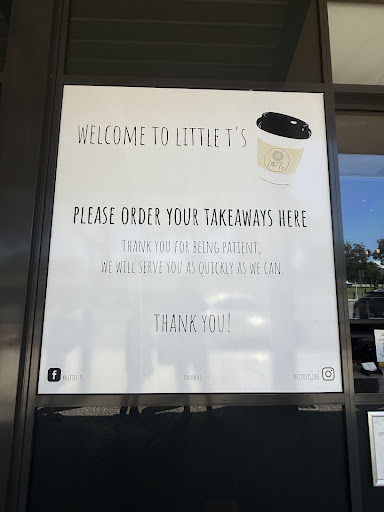 WELCOME TO LITTLE T'S
PLEASE ORDER YOUR TAKEAWAYS HERE
THANK YOU FOR BEING PATIENT,
WE WILL SERVE YOU AS QUICKLY AS WE CAN.
THANK YOU!